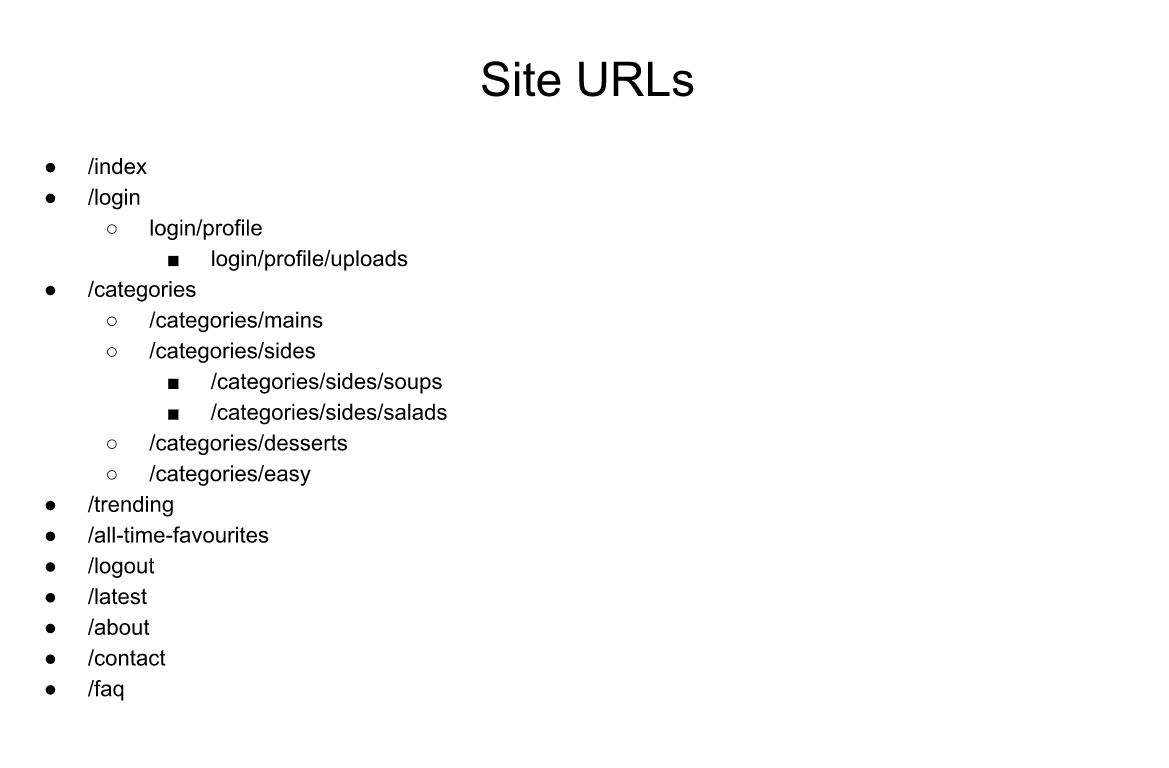 Site URLs
● /index
● /login
○ login/profile
■ login/profile/uploads
● /categories
○ /categories/mains
○ /categories/sides
■ /categories/sides/soups
■ /categories/sides/salads
○ /categories/desserts
○ /categories/easy
● /trending
● /all-time-favourites
● /logout
● /latest
● /about
● /contact
● /faq